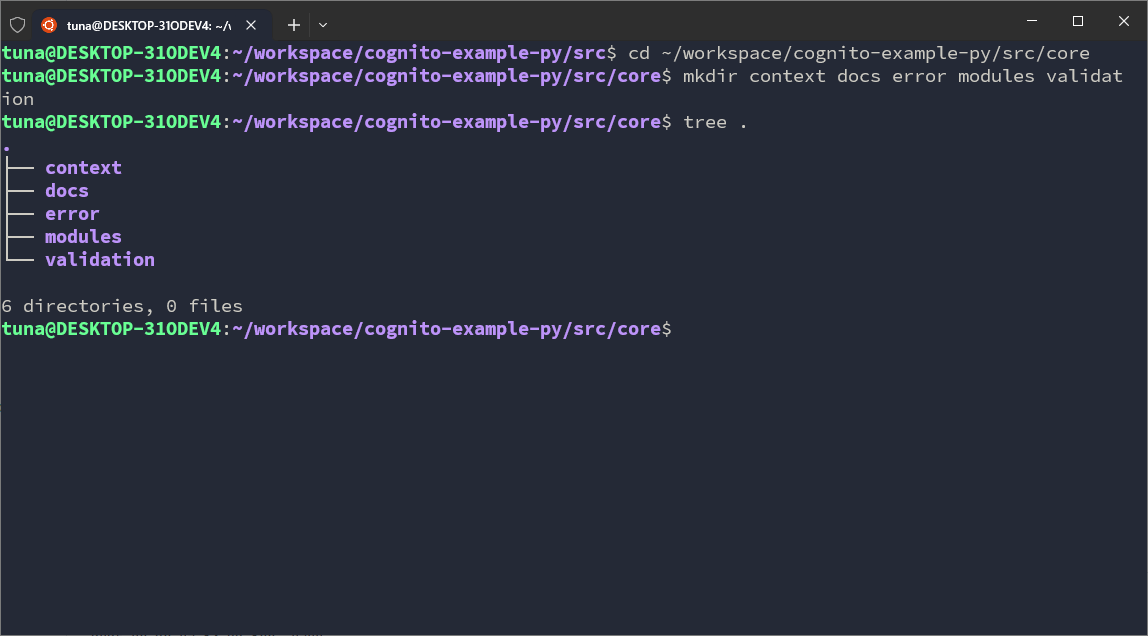 tuna@DESKTOP-31ODEV4: ~/v
tuna@DESKTOP-31ODEV4:~/workspace/cognito-example-py/src$ cd ~/workspace/cognito-example-py/src/core
tuna@DESKTOP-31ODEV4:~/workspace/cognito-example-py/src/core$ mkdir context docs error modules validat
ion
tuna@DESKTOP-31ODEV4:~/workspace/cognito-example-py/src/core$ tree .
.
├── context
├── docs
├── error
├── modules
└── validation
6 directories, 0 files
tuna@DESKTOP-31ODEV4:~/workspace/cognito-example-py/src/core$